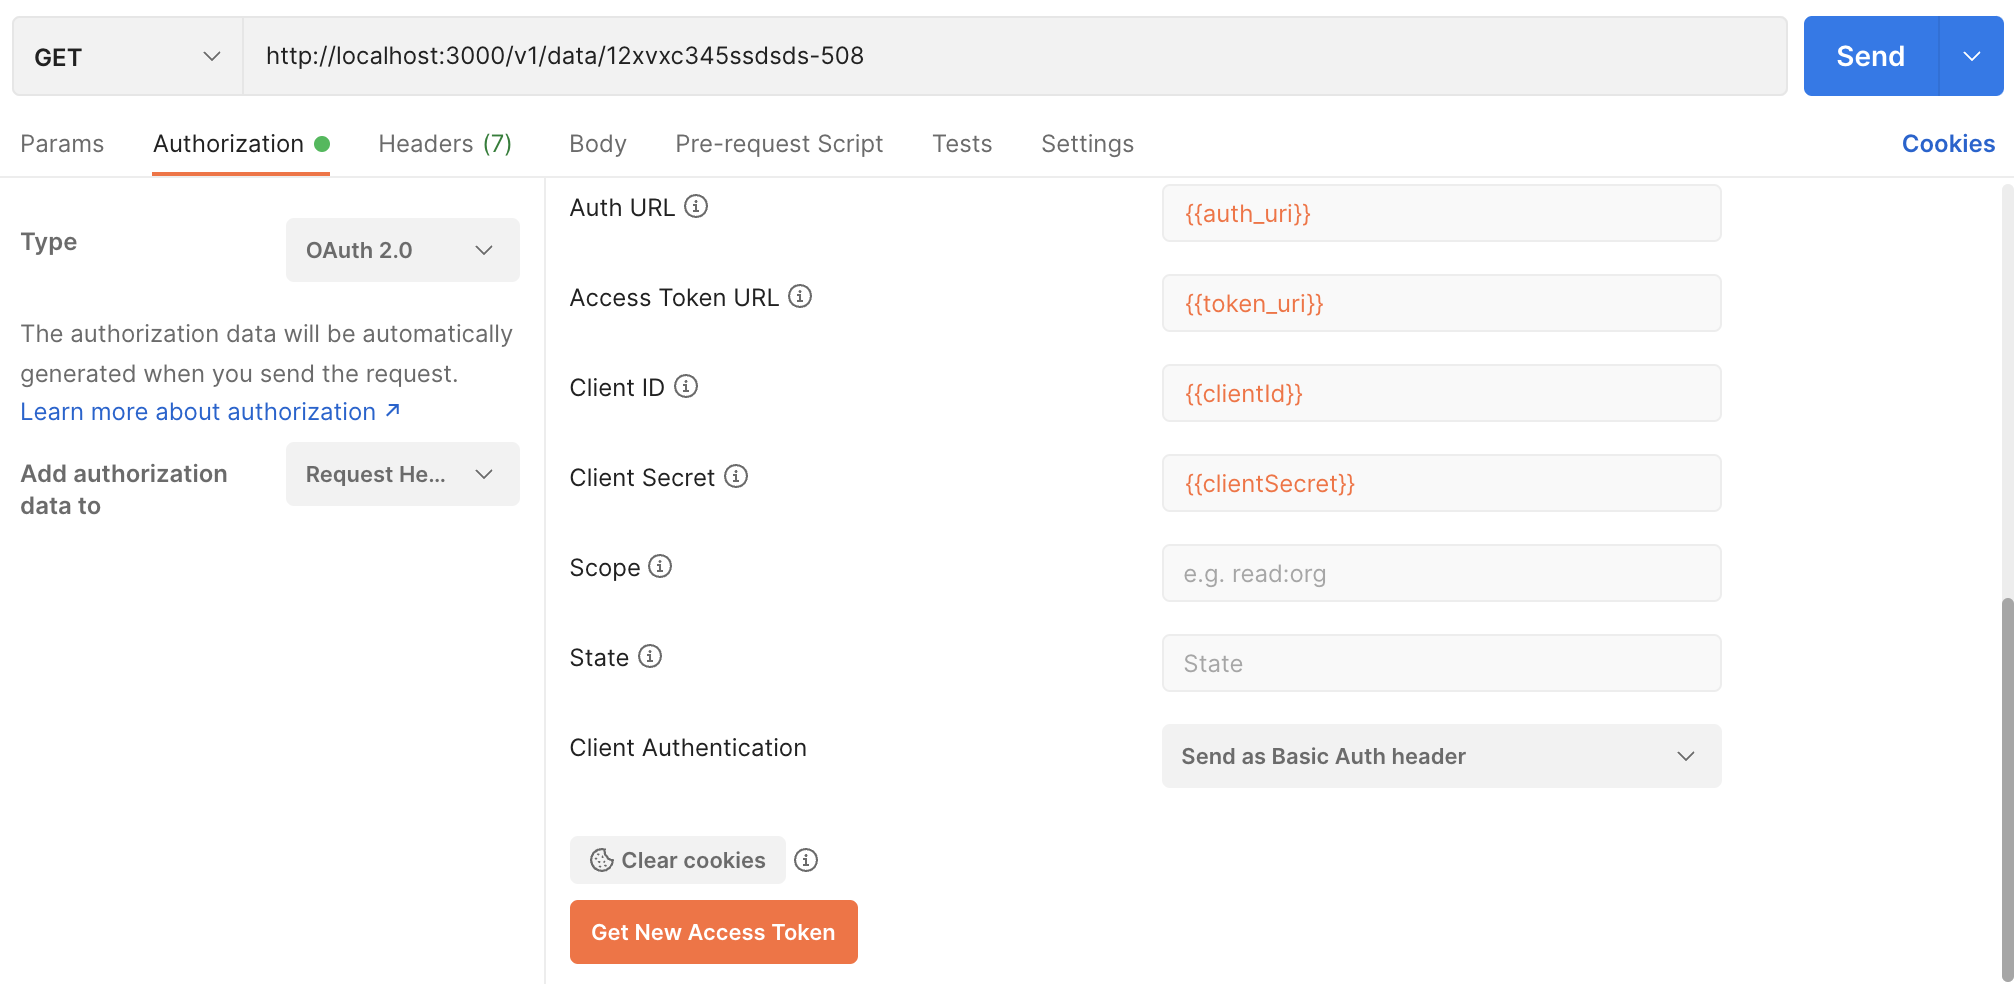 GET
http://localhost:3000/v1/data/12xvxc345ssdsds-508
Send
Params
Authorization
Headers (7)
Body
Pre-request Script
Tests
Settings
Cookies
Type
OAuth 2.0
The authorization data will be automatically
generated when you send the request.
Learn more about authorization ↗
Add authorization
data to
Request He...
Auth URL
{{auth_uri}}
Access Token URL
{{token_uri}}
Client ID
{{clientId}}
Client Secret
{{clientSecret}}
Scope
e.g. read:org
State
State
Client Authentication
Send as Basic Auth header
Clear cookies
Get New Access Token